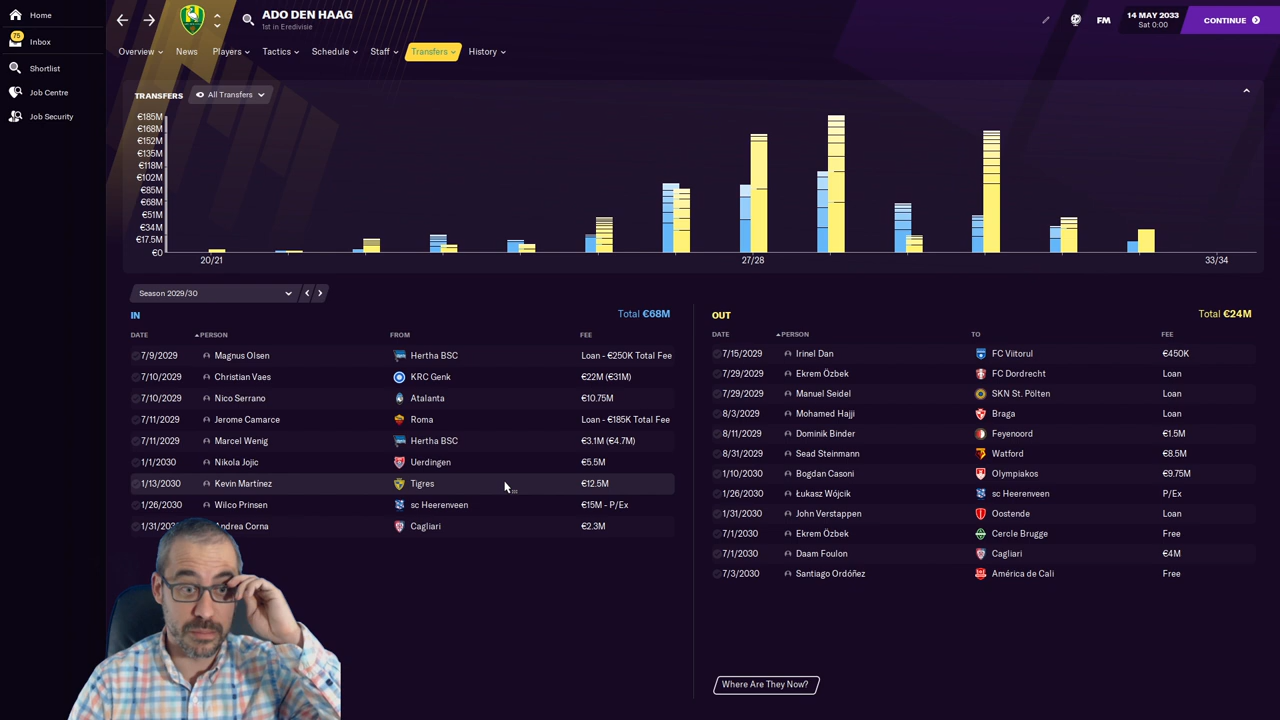 Home
75
Inbox
Shortlist
Job Centre
Job Security
ADO DEN HAAG
1st in Eredivisie
FM
14 MAY 2033
Sat 0:00
CONTINUE
Overview
News
Players
Tactics
Schedule
Staff
Transfers
History
TRANSFERS
All Transfers
€185M
€168M
€152M
€135M
€118M
€102M
€85M
€68M
€51M
€34M
€17.5M
€0
20/21
27/28
33/34
Season 2029/30
IN
Total €68M
DATE PERSON FROM FEE
7/9/2029 Magnus Olsen Hertha BSC Loan - €250K Total Fee
7/10/2029 Christian Vaes KRC Genk €22M (€31M)
7/10/2029 Nico Serrano Atalanta €10.75M
7/11/2029 Jerome Camarce Roma Loan - €185K Total Fee
7/11/2029 Marcel Wenig Hertha BSC €3.1M (€4.7M)
1/1/2030 Nikola Jojic Uerdingen €5.5M
1/13/2030 Kevin Martínez Tigres €12.5M
1/26/2030 Wilco Prinsen sc Heerenveen €15M - P/Ex
1/31/203 Andrea Corna Cagliari €2.3M
OUT
Total €24M
DATE PERSON TO FEE
7/15/2029 Irinel Dan FC Viitorul €450K
7/29/2029 Ekrem Özbek FC Dordrecht Loan
7/29/2029 Manuel Seidel SKN St. Pölten Loan
8/3/2029 Mohamed Hajji Braga Loan
8/11/2029 Dominik Binder Feyenoord €1.5M
8/31/2029 Sead Steinmann Watford €8.5M
1/10/2030 Bogdan Casoni Olympiakos €9.75M
1/26/2030 Łukasz Wójcik sc Heerenveen P/Ex
1/31/2030 John Verstappen Oostende Loan
7/1/2030 Ekrem Özbek Cercle Brugge Free
7/1/2030 Daam Foulon Cagliari €4M
7/3/2030 Santiago Ordóñez América de Cali Free
Where Are They Now?